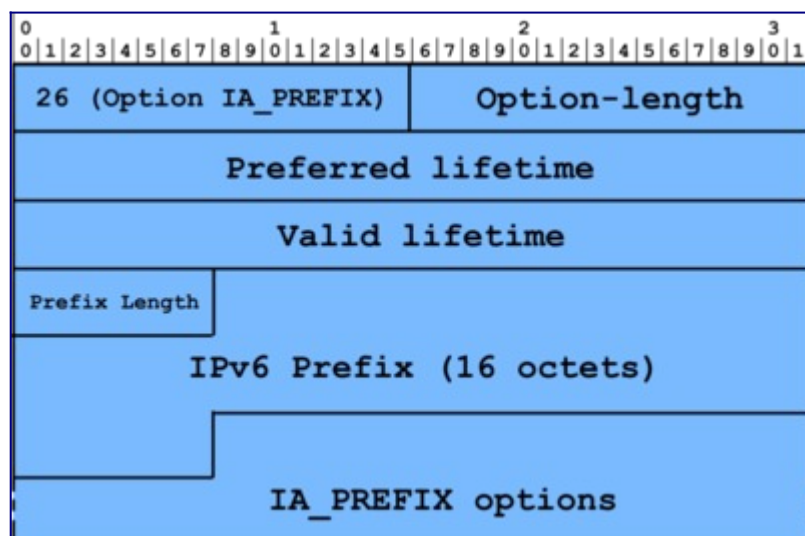 0 1 2 3
0 1 2 3 4 5 6 7 8 9 0 1 2 3 4 5 6 7 8 9 0 1 2 3 4 5 6 7 8 9 0 1
26 (Option IA_PREFIX) Option-length
Preferred lifetime
Valid lifetime
Prefix Length
IPv6 Prefix (16 octets)
IA_PREFIX options